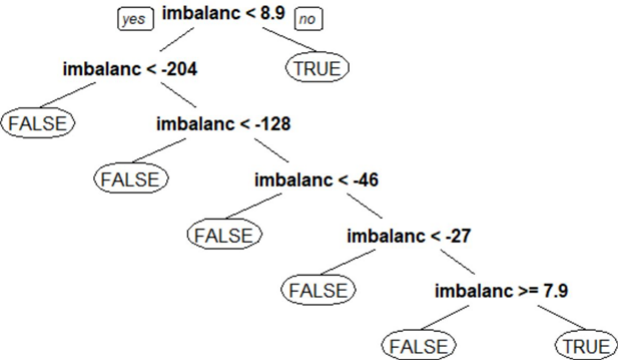 yes imbalanc < 8.9 no
imbalanc < -204 TRUE
FALSE imbalanc < -128
FALSE imbalanc < -46
FALSE imbalanc < -27
FALSE imbalanc >= 7.9
FALSE TRUE